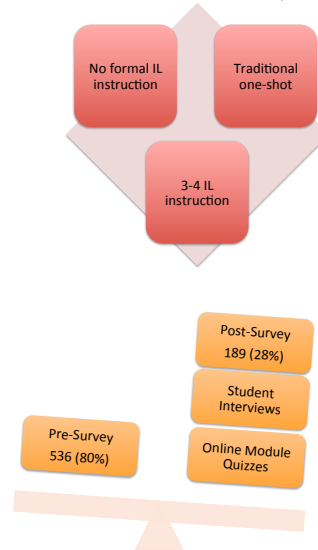 No formal IL
instruction
Traditional
one-shot
3-4 IL
instruction
Post-Survey
189 (28%)
Student
Interviews
Pre-Survey
536 (80%)
Online Module
Quizzes